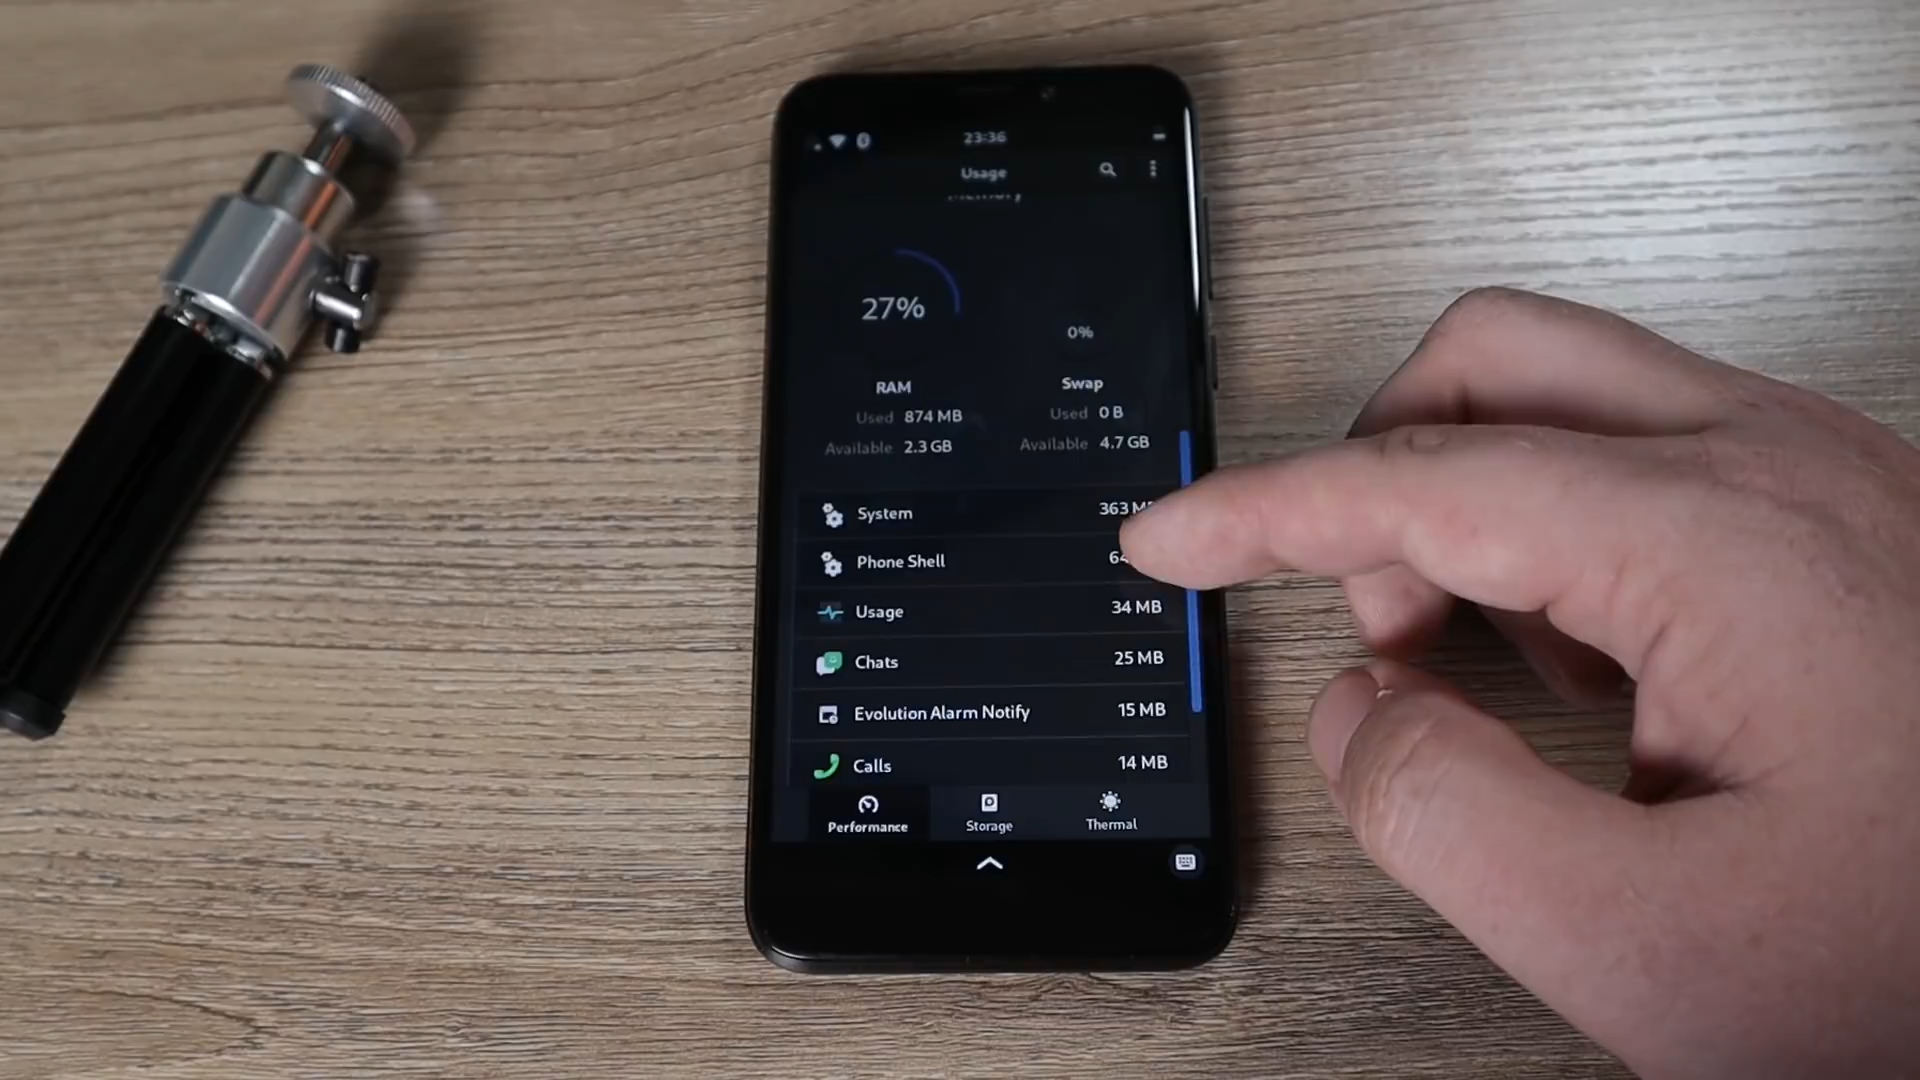 23:36
Usage
Memory
27%
0%
RAM
Swap
Used 874 MB
Used 0 B
Available 2.3 GB
Available 4.7 GB
System 363
Phone Shell
Usage 34 MB
Chats 25 MB
Evolution Alarm Notify 15 MB
Calls 14 MB
Performance
Storage
Thermal